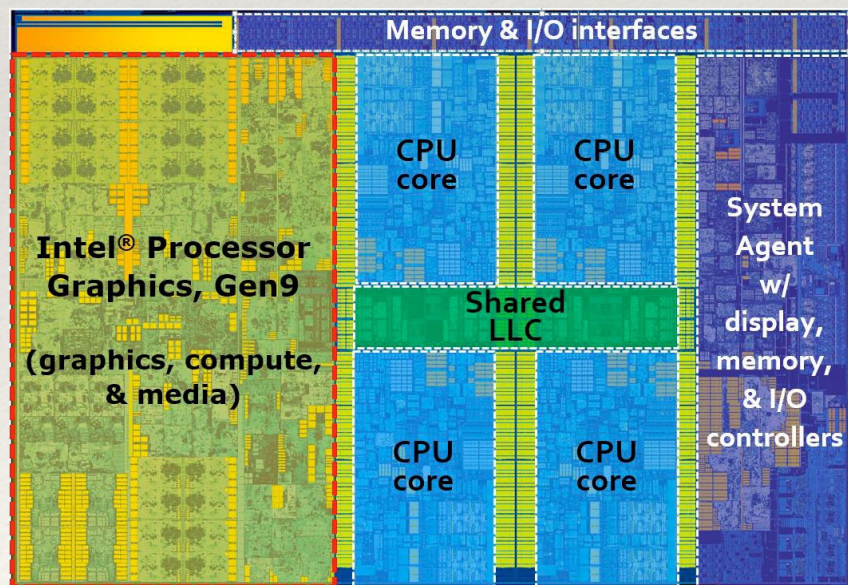 Memory & I/O interfaces
Intel® Processor
Graphics, Gen9
(graphics, compute,
& media)
CPU
core
CPU
core
Shared
LLC
CPU
core
CPU
core
System
Agent
w/
display,
memory,
& I/O
controllers